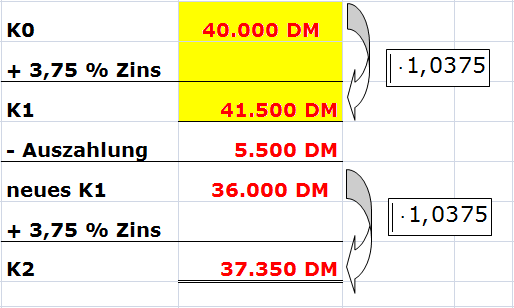 K0 40.000 DM
+ 3,75 % Zins
·1,0375
K1 41.500 DM
- Auszahlung 5.500 DM
neues K1 36.000 DM
·1,0375
+ 3,75 % Zins
K2 37.350 DM